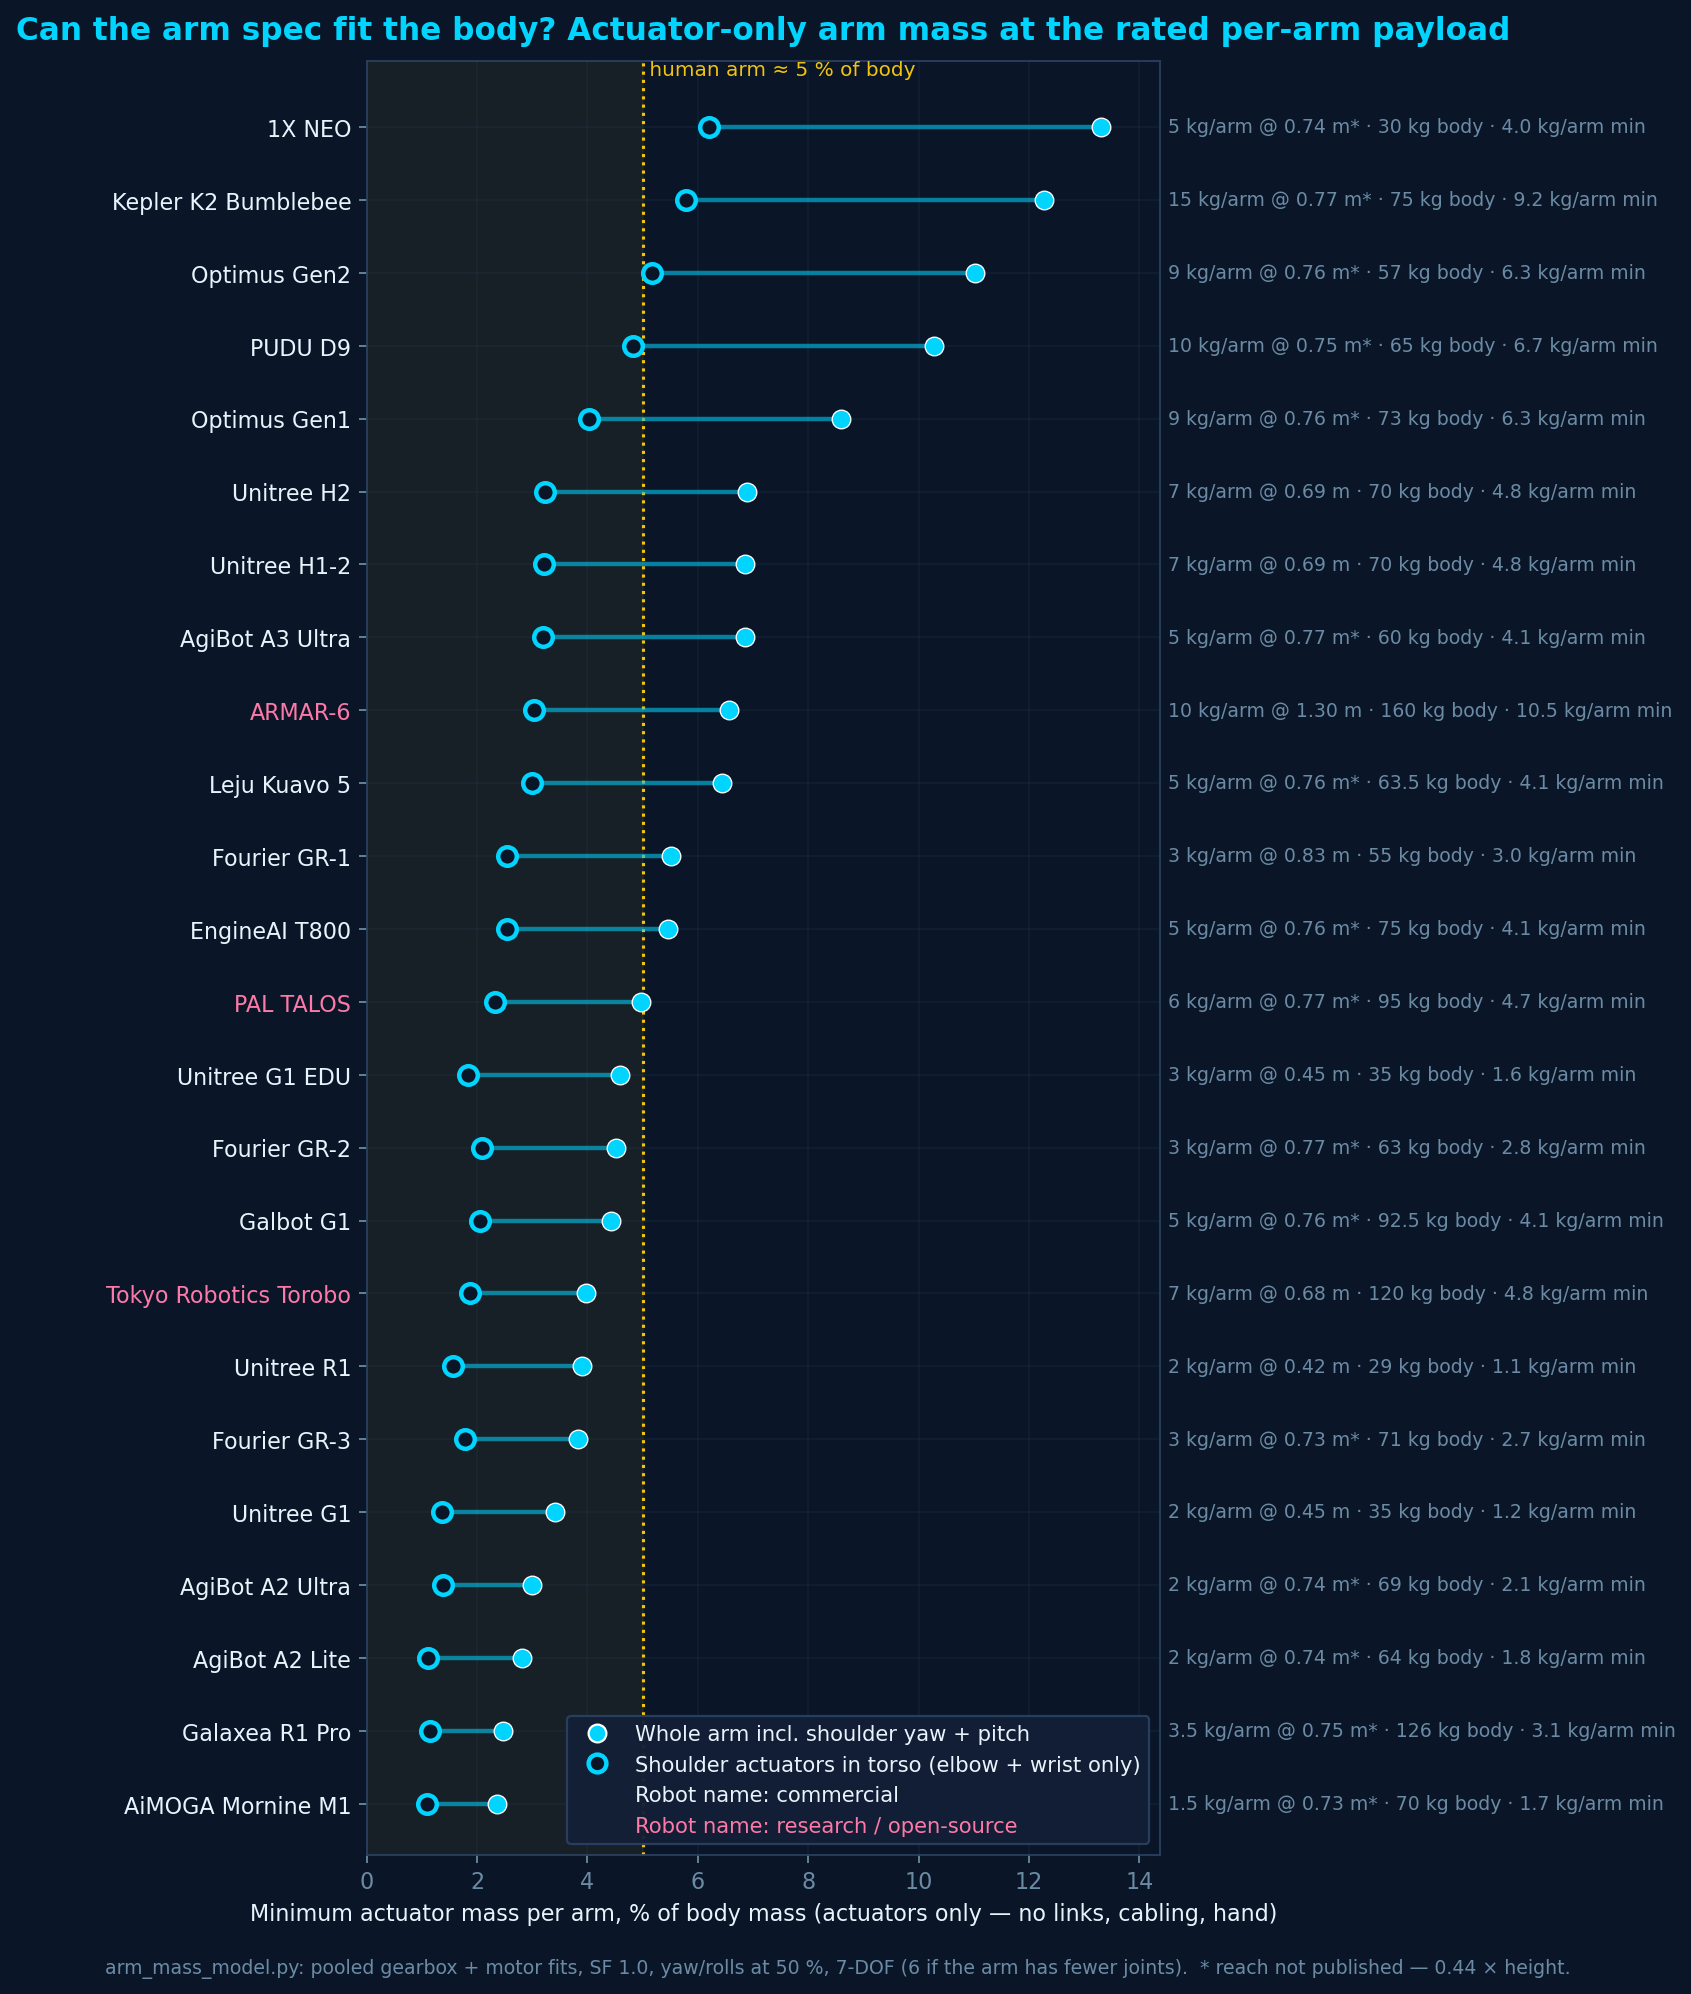 Can the arm spec fit the body? Actuator-only arm mass at the rated per-arm payload
human arm ≈ 5 % of body
1X NEO 5 kg/arm @ 0.74 m* · 30 kg body · 4.0 kg/arm min
Kepler K2 Bumblebee 15 kg/arm @ 0.77 m* · 75 kg body · 9.2 kg/arm min
Optimus Gen2 9 kg/arm @ 0.76 m* · 57 kg body · 6.3 kg/arm min
PUDU D9 10 kg/arm @ 0.75 m* · 65 kg body · 6.7 kg/arm min
Optimus Gen1 9 kg/arm @ 0.76 m* · 73 kg body · 6.3 kg/arm min
Unitree H2 7 kg/arm @ 0.69 m · 70 kg body · 4.8 kg/arm min
Unitree H1-2 7 kg/arm @ 0.69 m · 70 kg body · 4.8 kg/arm min
AgiBot A3 Ultra 5 kg/arm @ 0.77 m* · 60 kg body · 4.1 kg/arm min
ARMAR-6 10 kg/arm @ 1.30 m · 160 kg body · 10.5 kg/arm min
Leju Kuavo 5 5 kg/arm @ 0.76 m* · 63.5 kg body · 4.1 kg/arm min
Fourier GR-1 3 kg/arm @ 0.83 m · 55 kg body · 3.0 kg/arm min
EngineAI T800 5 kg/arm @ 0.76 m* · 75 kg body · 4.1 kg/arm min
PAL TALOS 6 kg/arm @ 0.77 m* · 95 kg body · 4.7 kg/arm min
Unitree G1 EDU 3 kg/arm @ 0.45 m · 35 kg body · 1.6 kg/arm min
Fourier GR-2 3 kg/arm @ 0.77 m* · 63 kg body · 2.8 kg/arm min
Galbot G1 5 kg/arm @ 0.76 m* · 92.5 kg body · 4.1 kg/arm min
Tokyo Robotics Torobo 7 kg/arm @ 0.68 m · 120 kg body · 4.8 kg/arm min
Unitree R1 2 kg/arm @ 0.42 m · 29 kg body · 1.1 kg/arm min
Fourier GR-3 3 kg/arm @ 0.73 m* · 71 kg body · 2.7 kg/arm min
Unitree G1 2 kg/arm @ 0.45 m · 35 kg body · 1.2 kg/arm min
AgiBot A2 Ultra 2 kg/arm @ 0.74 m* · 69 kg body · 2.1 kg/arm min
AgiBot A2 Lite 2 kg/arm @ 0.74 m* · 64 kg body · 1.8 kg/arm min
Galaxea R1 Pro 3.5 kg/arm @ 0.75 m* · 126 kg body · 3.1 kg/arm min
AiMOGA Mornine M1 1.5 kg/arm @ 0.73 m* · 70 kg body · 1.7 kg/arm min
Whole arm incl. shoulder yaw + pitch
Shoulder actuators in torso (elbow + wrist only)
Robot name: commercial
Robot name: research / open-source
0 2 4 6 8 10 12 14
Minimum actuator mass per arm, % of body mass (actuators only — no links, cabling, hand)
arm_mass_model.py: pooled gearbox + motor fits, SF 1.0, yaw/rolls at 50 %, 7-DOF (6 if the arm has fewer joints). * reach not published — 0.44 × height.